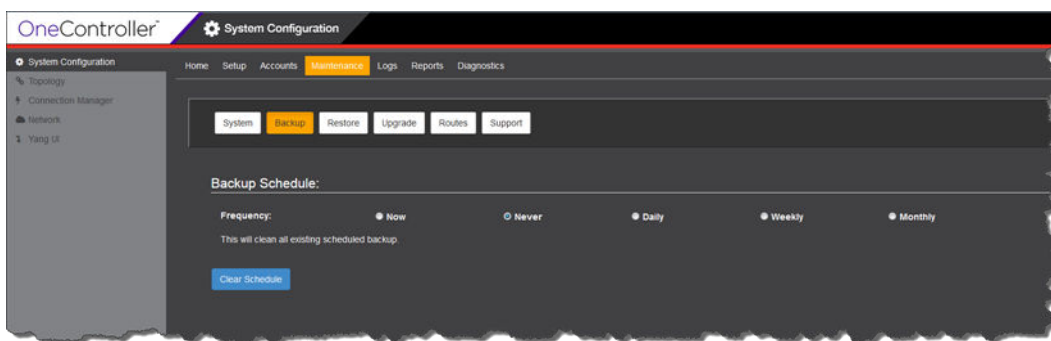 OneController™
System Configuration
System Configuration
Topology
Connection Manager
Network
Yang UI
Home Setup Accounts Maintenance Logs Reports Diagnostics
System Backup Restore Upgrade Routes Support
Backup Schedule:
Frequency: Now Never Daily Weekly Monthly
This will clean all existing scheduled backup.
Clear Schedule